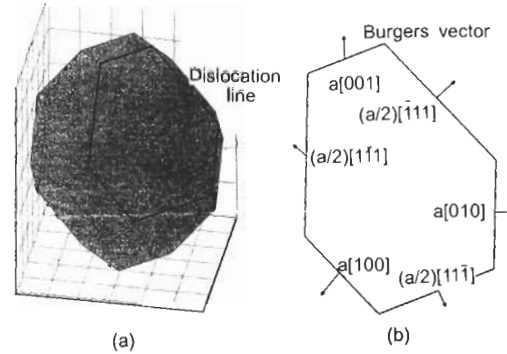 Dislocation
line
(a)
Burgers vector
a[001]
(a/2)[1̄11]
(a/2)[11̄1]
a[010]
a[100]
(a/2)[111̄]
(b)